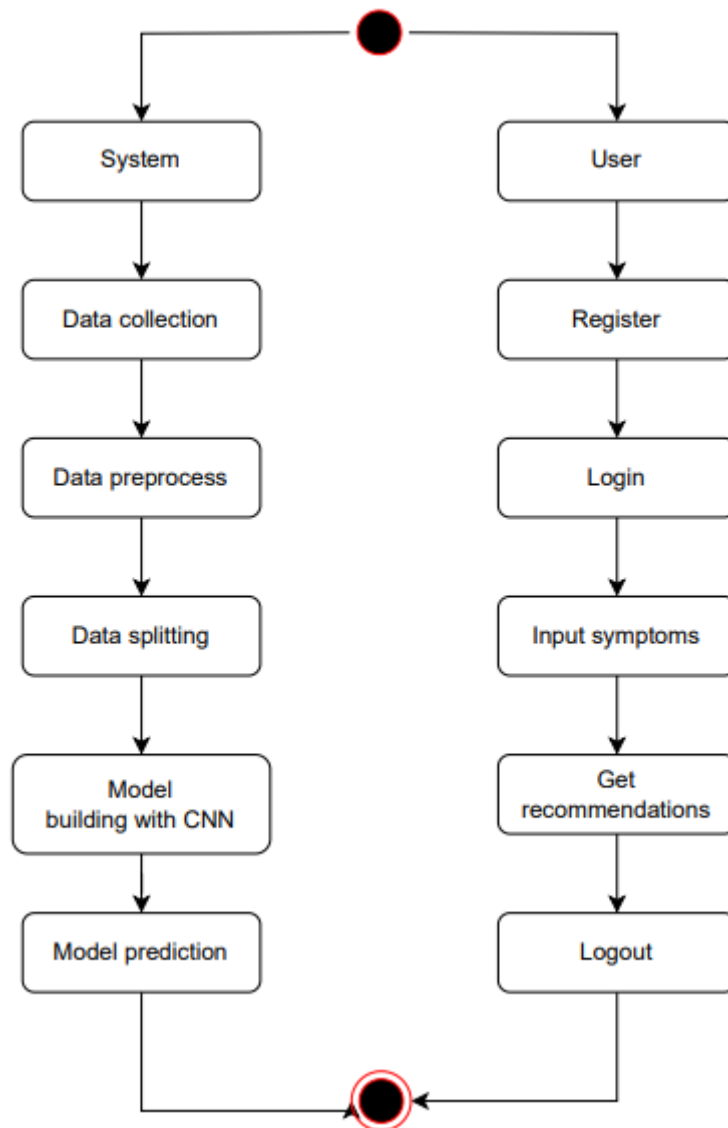 System
User
Data collection
Register
Data preprocess
Login
Data splitting
Input symptoms
Model
building with CNN
Get
recommendations
Model prediction
Logout